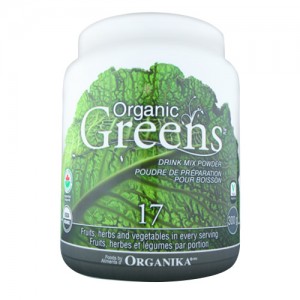 Organic
Greens
DRINK MIX POWDER
POUDRE DE PRÉPARATION
POUR BOISSON
17
Fruits, herbs and vegetables in every serving
Fruits, herbes et légumes par portion
ORGANIKA